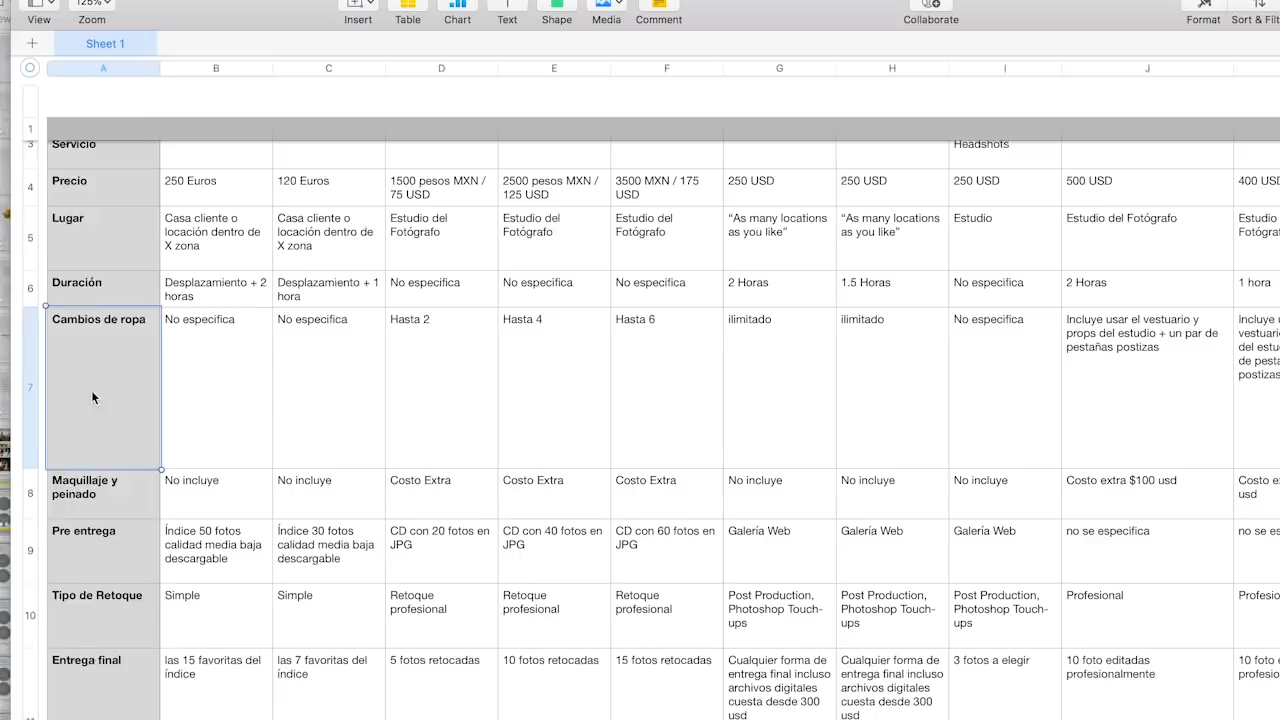 125%
View
Zoom
Insert
Table
Chart
Text
Shape
Media
Comment
Collaborate
Format
Sort & Filt
Sheet 1
A
B
C
D
E
F
G
H
I
J
1
3
Servicio
Headshots
4
Precio
250 Euros
120 Euros
1500 pesos MXN /
75 USD
2500 pesos MXN /
125 USD
3500 MXN / 175
USD
250 USD
250 USD
250 USD
500 USD
400 USD
5
Lugar
Casa cliente o
locación dentro de
X zona
Casa cliente o
locación dentro de
X zona
Estudio del
Fotógrafo
Estudio del
Fotógrafo
Estudio del
Fotógrafo
“As many locations
as you like”
“As many locations
as you like”
Estudio
Estudio del Fotógrafo
Estudio
Fotógra
6
Duración
Desplazamiento + 2
horas
Desplazamiento + 1
hora
No especifica
No especifica
No especifica
2 Horas
1.5 Horas
No especifica
2 Horas
1 hora
7
Cambios de ropa
No especifica
No especifica
Hasta 2
Hasta 4
Hasta 6
ilimitado
ilimitado
No especifica
Incluye usar el vestuario y
props del estudio + un par de
pestañas postizas
Incluye u
vestuario
del estud
de pesta
postizas
8
Maquillaje y
peinado
No incluye
No incluye
Costo Extra
Costo Extra
Costo Extra
No incluye
No incluye
No incluye
Costo extra $100 usd
Costo ex
usd
9
Pre entrega
Índice 50 fotos
calidad media baja
descargable
Índice 30 fotos
calidad media baja
descargable
CD con 20 fotos en
JPG
CD con 40 fotos en
JPG
CD con 60 fotos en
JPG
Galería Web
Galería Web
Galería Web
no se especifica
no se es
10
Tipo de Retoque
Simple
Simple
Retoque
profesional
Retoque
profesional
Retoque
profesional
Post Production,
Photoshop Touch-
ups
Post Production,
Photoshop Touch-
ups
Post Production,
Photoshop Touch-
ups
Profesional
Profesio
Entrega final
las 15 favoritas del
índice
las 7 favoritas del
índice
5 fotos retocadas
10 fotos retocadas
15 fotos retocadas
Cualquier forma de
entrega final incluso
archivos digitales
cuesta desde 300
usd
Cualquier forma de
entrega final incluso
archivos digitales
cuesta desde 300
usd
3 fotos a elegir
10 foto editadas
profesionalmente
10 foto e
profesio